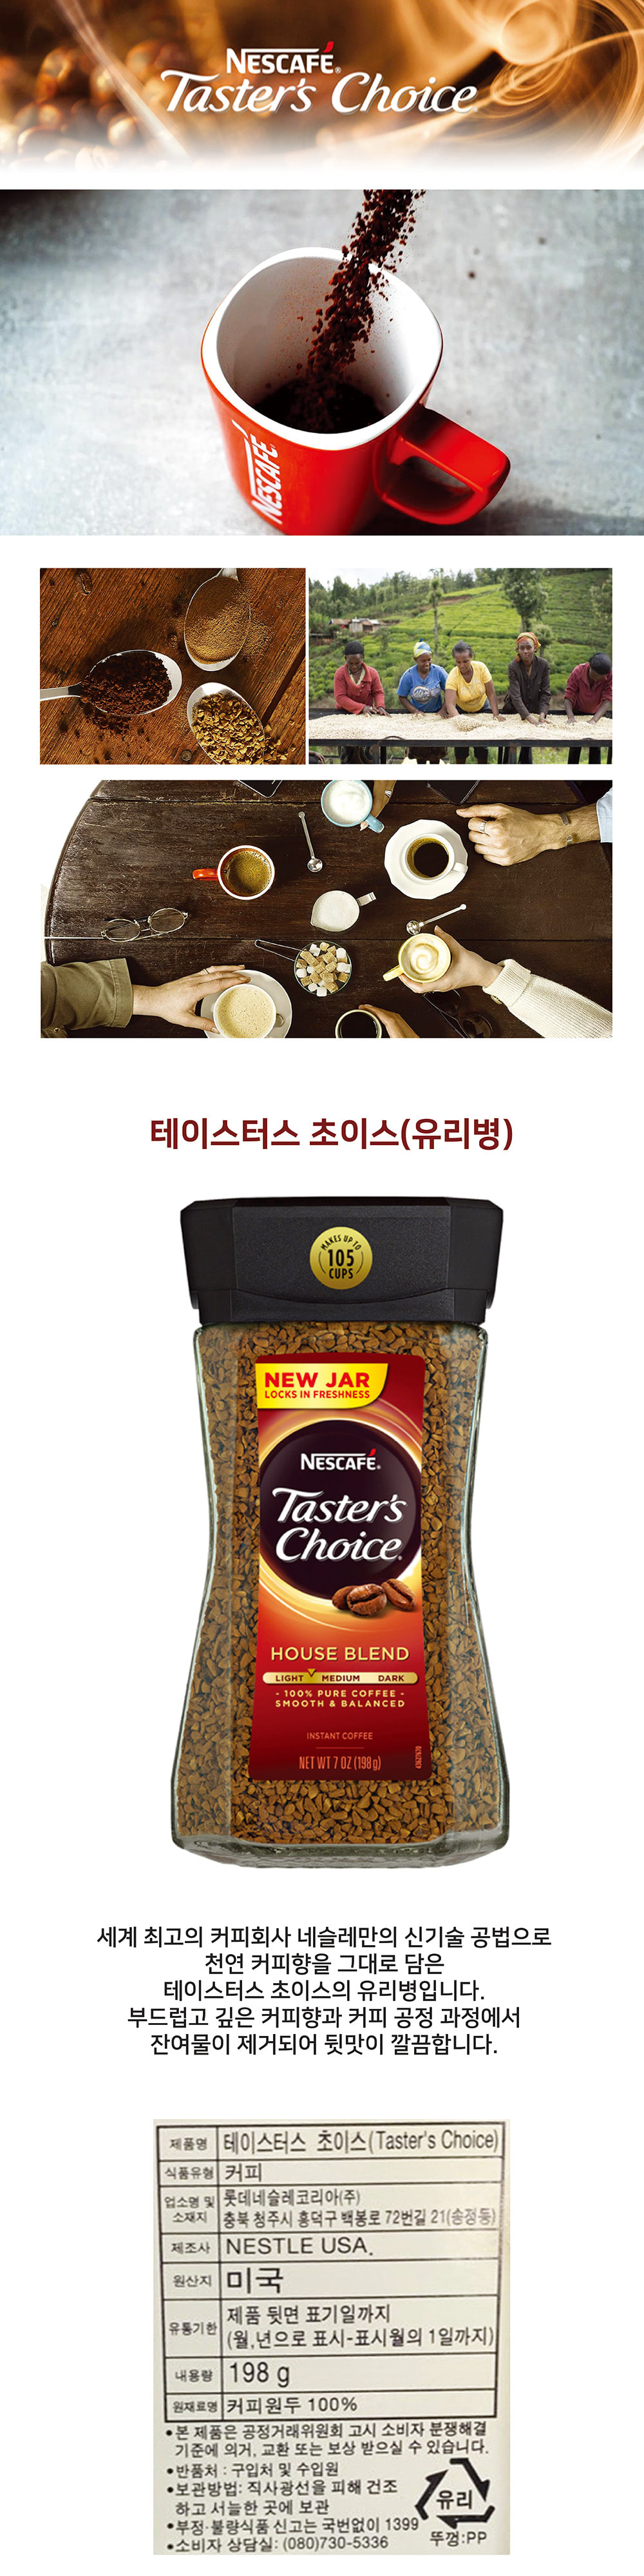 NESCAFÉ®
Taster's Choice
NESCAFÉ
테이스터스 초이스(유리병)
MAKES UP TO
105
CUPS
NEW JAR
LOCKS IN FRESHNESS
NESCAFÉ®
Taster's
Choice®
HOUSE BLEND
LIGHT MEDIUM DARK
- 100% PURE COFFEE -
SMOOTH & BALANCED
INSTANT COFFEE
NET WT 7 OZ (198g)
세계 최고의 커피회사 네슬레만의 신기술 공법으로
천연 커피향을 그대로 담은
테이스터스 초이스의 유리병입니다.
부드럽고 깊은 커피향과 커피 공정 과정에서
잔여물이 제거되어 뒷맛이 깔끔합니다.
제품명 테이스터스 초이스(Taster's Choice)
식품유형 커피
업소명 및 소재지 롯데네슬레코리아(주)
충북 청주시 흥덕구 백봉로 72번길 21(송정동)
제조사 NESTLE USA.
원산지 미국
유통기한 제품 뒷면 표기일까지
(월,년으로 표시-표시월의 1일까지)
내용량 198 g
원재료명 커피원두 100%
•본 제품은 공정거래위원회 고시 소비자 분쟁해결
기준에 의거, 교환 또는 보상 받으실 수 있습니다.
•반품처 : 구입처 및 수입원
•보관방법: 직사광선을 피해 건조
하고 서늘한 곳에 보관
•부정·불량식품 신고는 국번없이 1399
•소비자 상담실: (080)730-5336
유리
뚜껑:PP